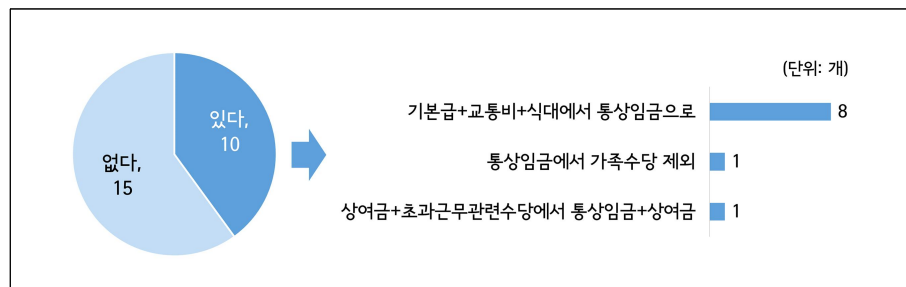 있다,
10
없다,
15
(단위: 개)
기본급+교통비+식대에서 통상임금으로
8
통상임금에서 가족수당 제외
1
상여금+초과근무관련수당에서 통상임금+상여금
1